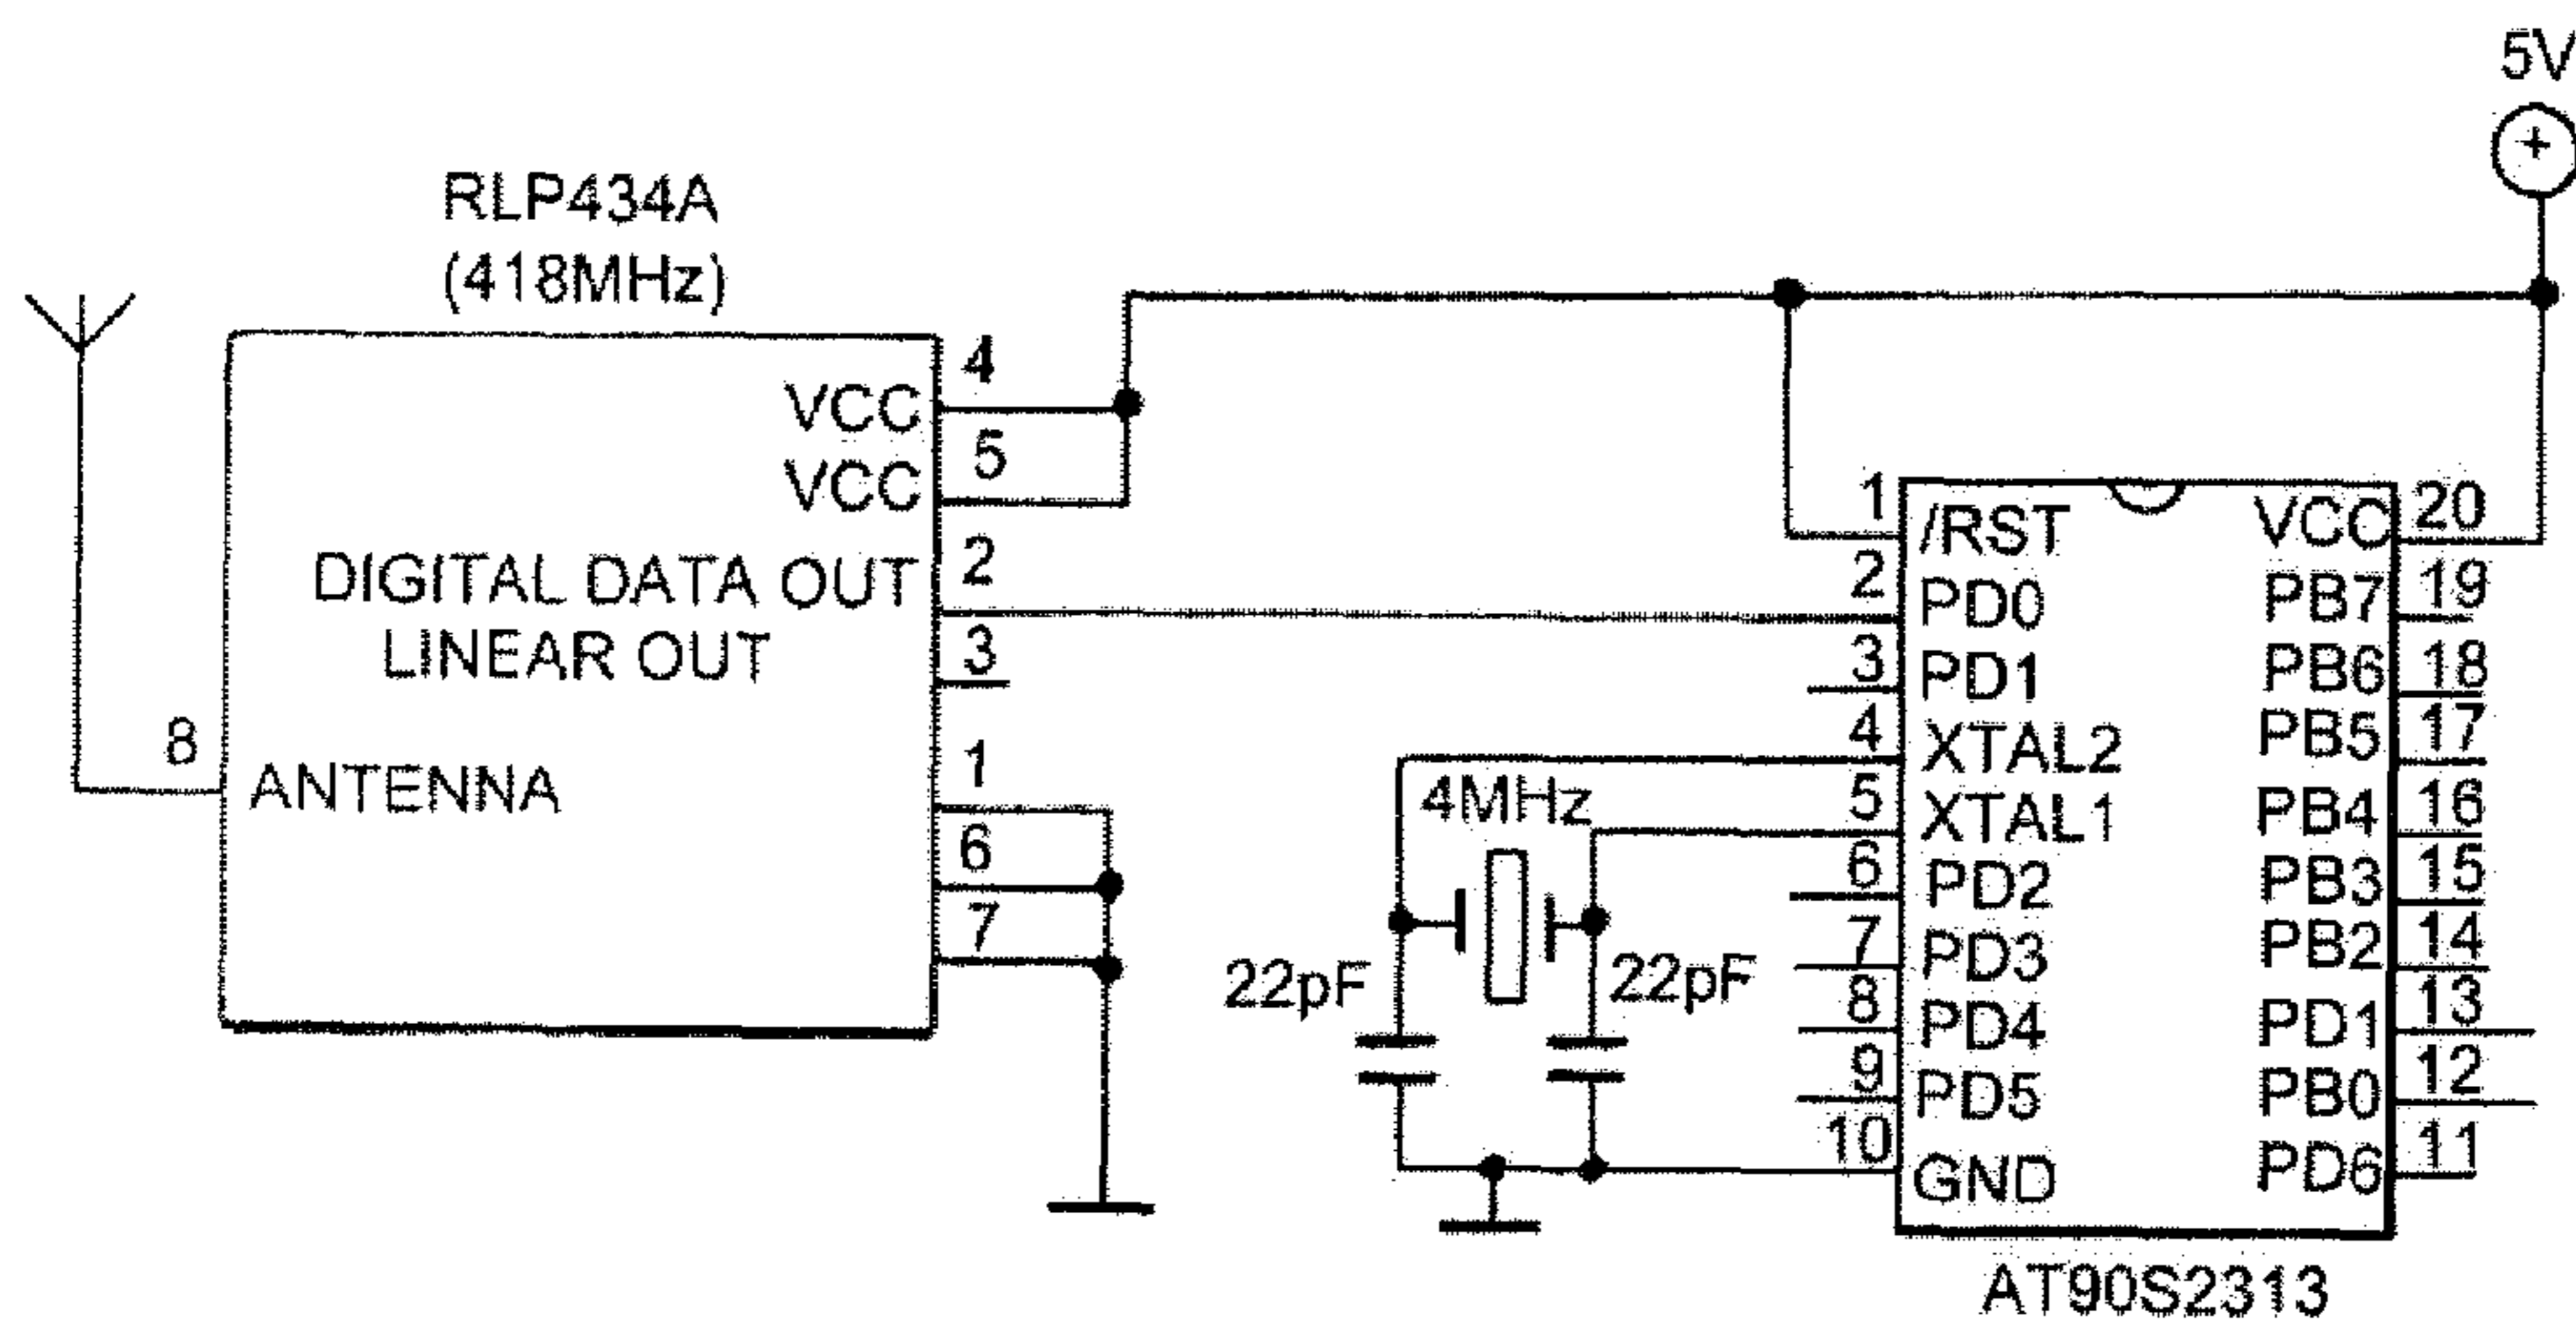 5V
+
RLP434A
(418MHz)
4
VCC
5
VCC
2
DIGITAL DATA OUT
3
LINEAR OUT
8
ANTENNA
1
6
7
4MHz
22pF
22pF
1 /RST VCC 20
2 PD0 PB7 19
3 PD1 PB6 18
4 XTAL2 PB5 17
5 XTAL1 PB4 16
6 PD2 PB3 15
7 PD3 PB2 14
8 PD4 PD1 13
9 PD5 PB0 12
10 GND PD6 11
AT90S2313